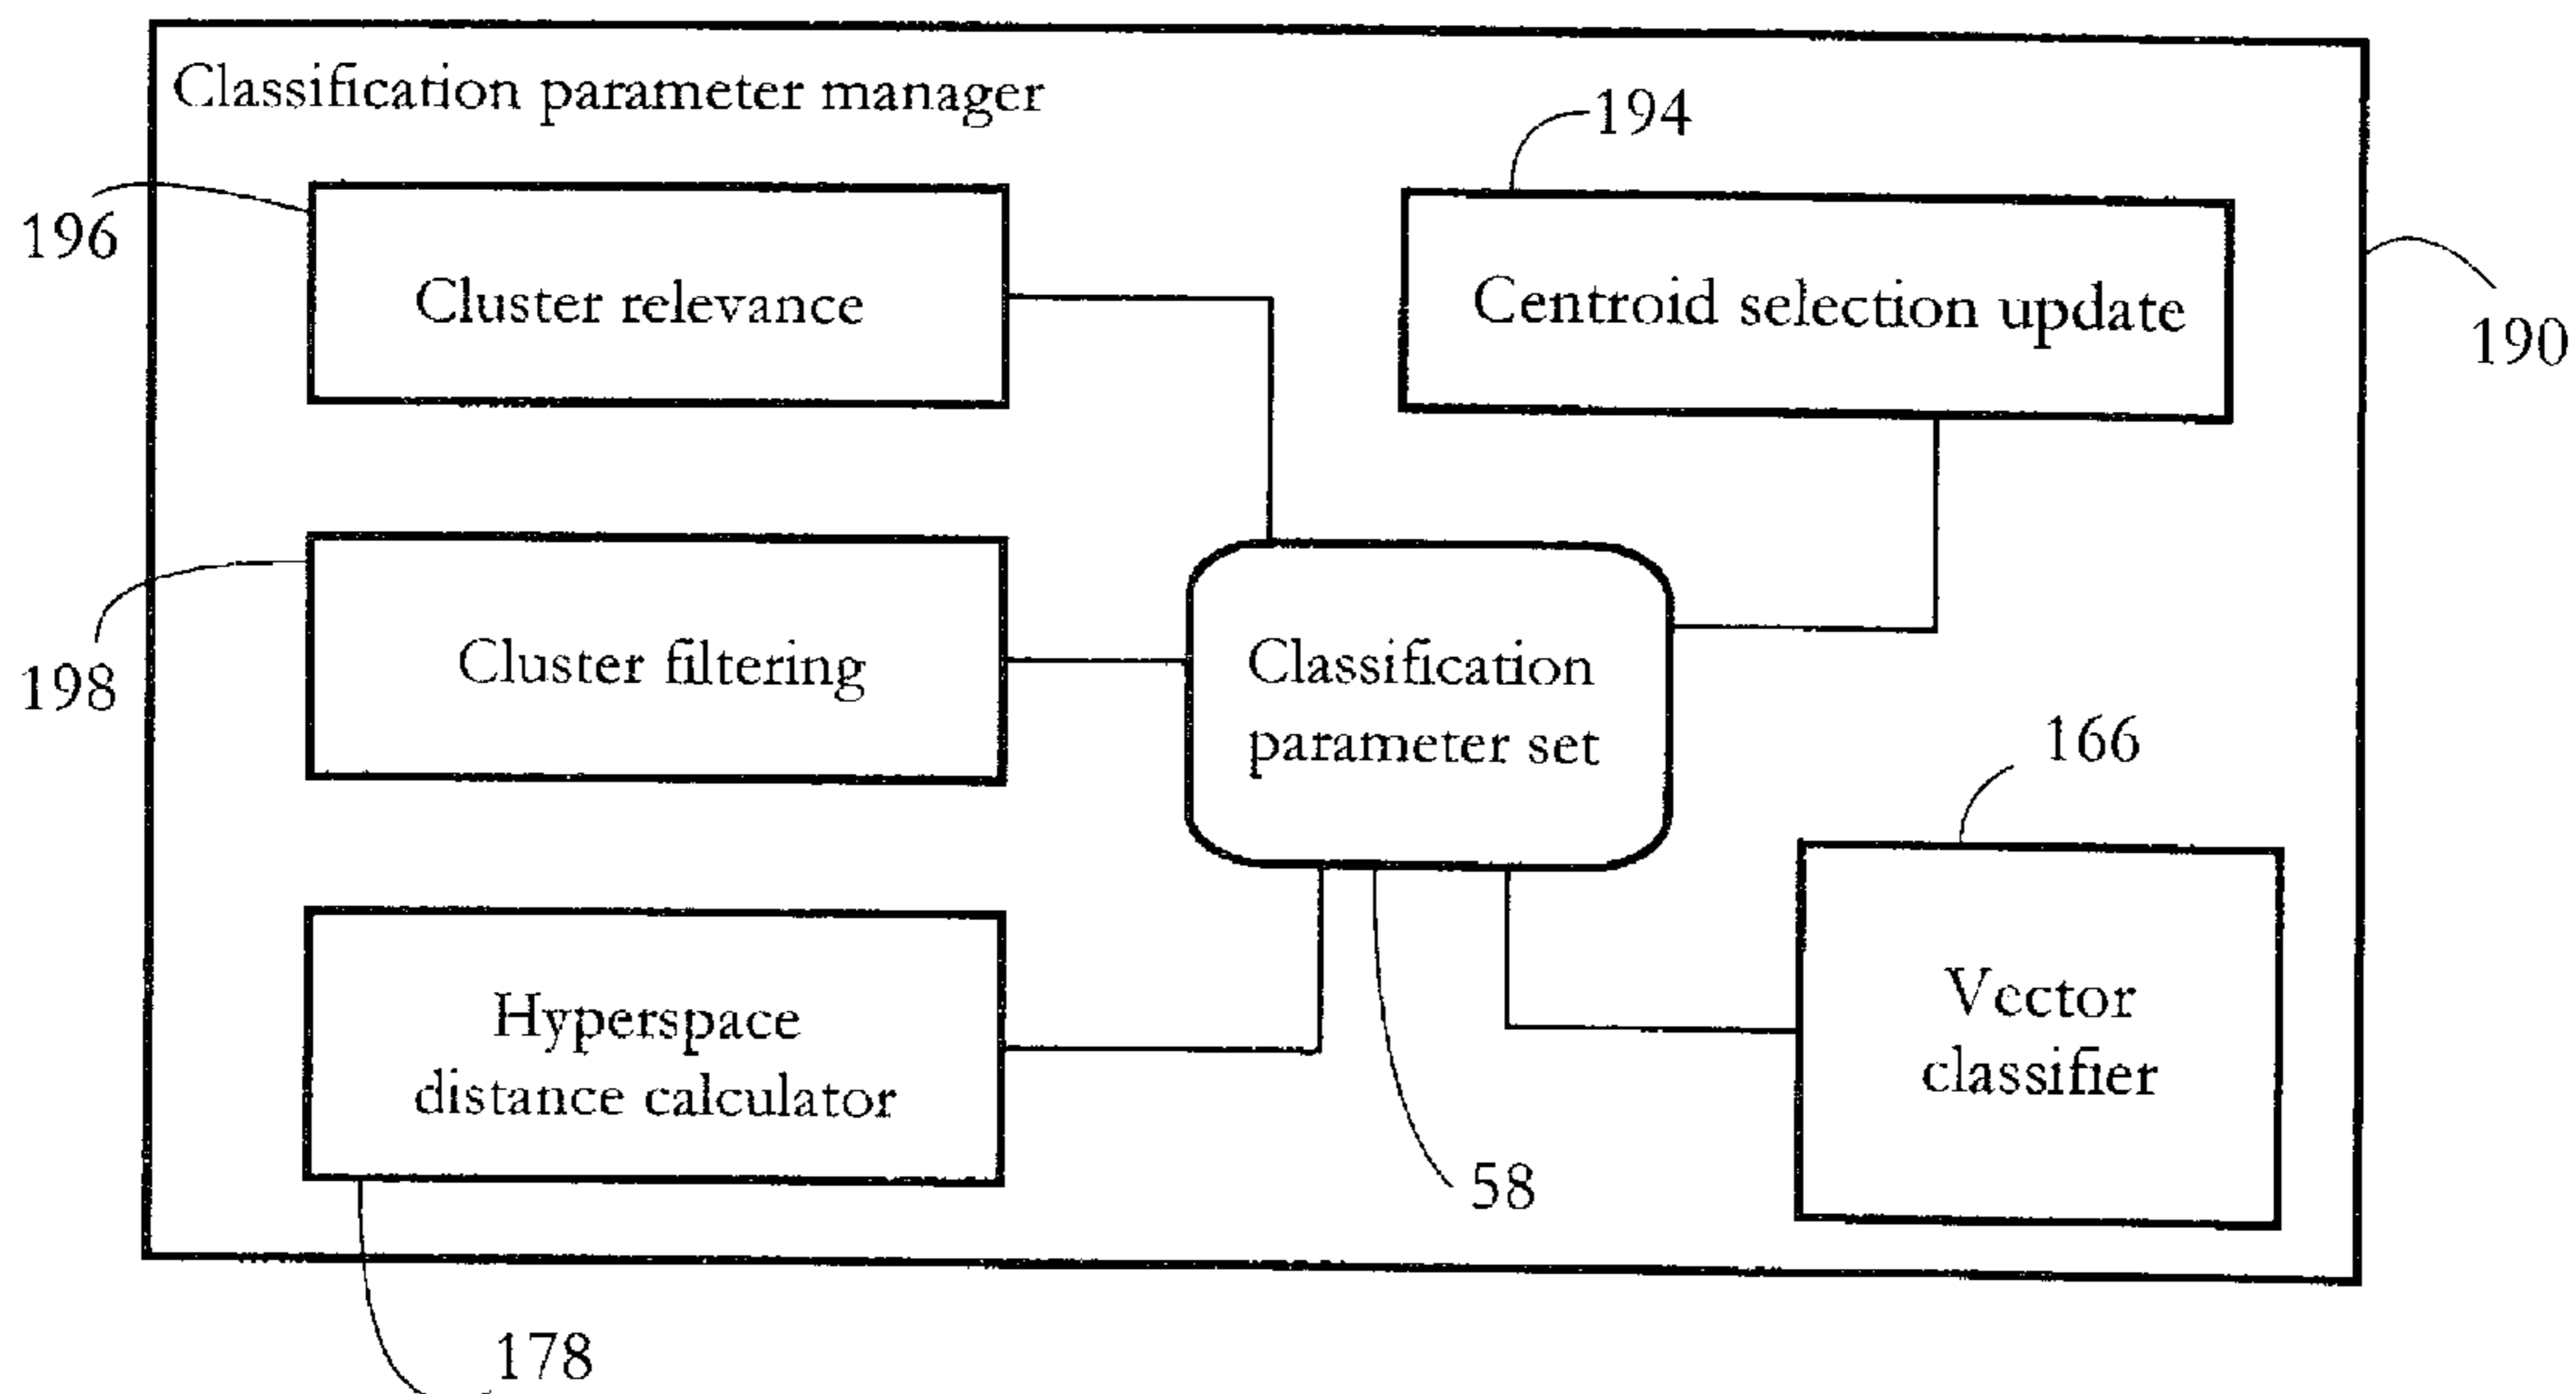 Classification parameter manager
194
196
Cluster relevance
Centroid selection update
190
198
Cluster filtering
Classification
parameter set
166
Hyperspace
distance calculator
Vector
classifier
58
178